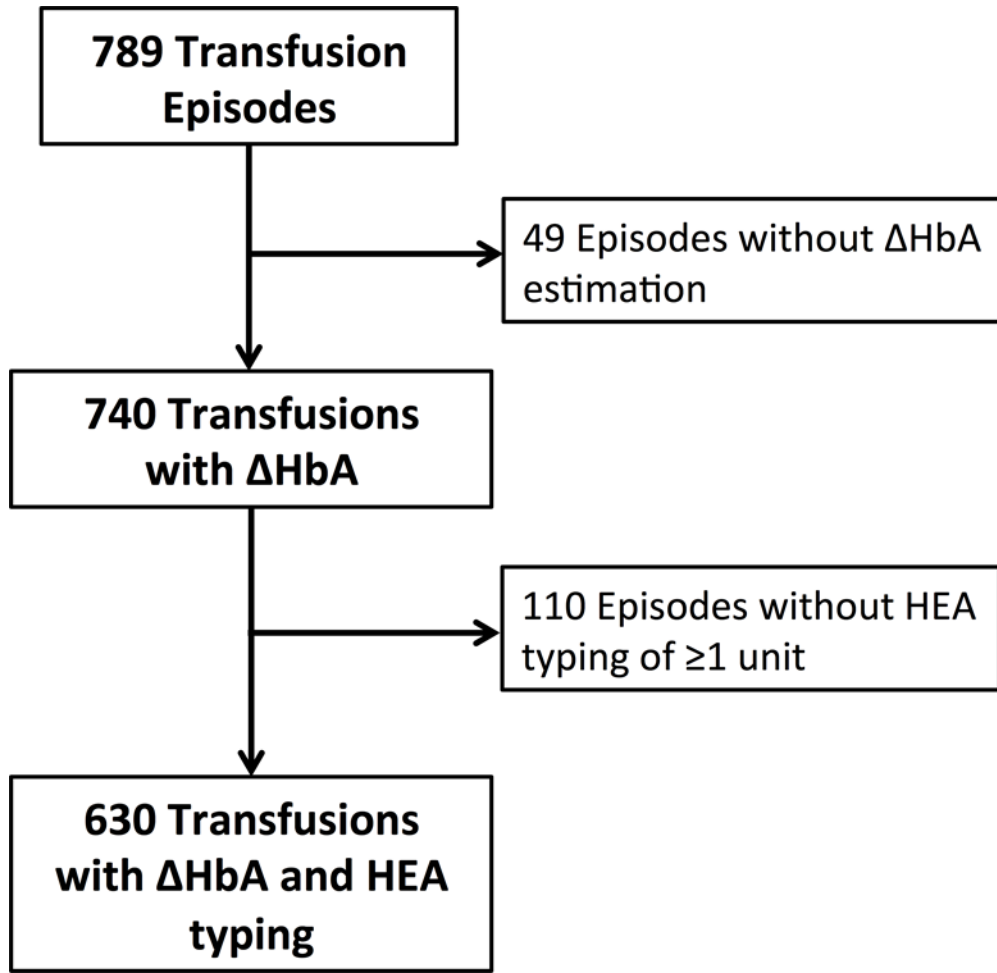 789 Transfusion
Episodes
49 Episodes without ΔHbA
estimation
740 Transfusions
with ΔHbA
110 Episodes without HEA
typing of ≥1 unit
630 Transfusions
with ΔHbA and HEA
typing